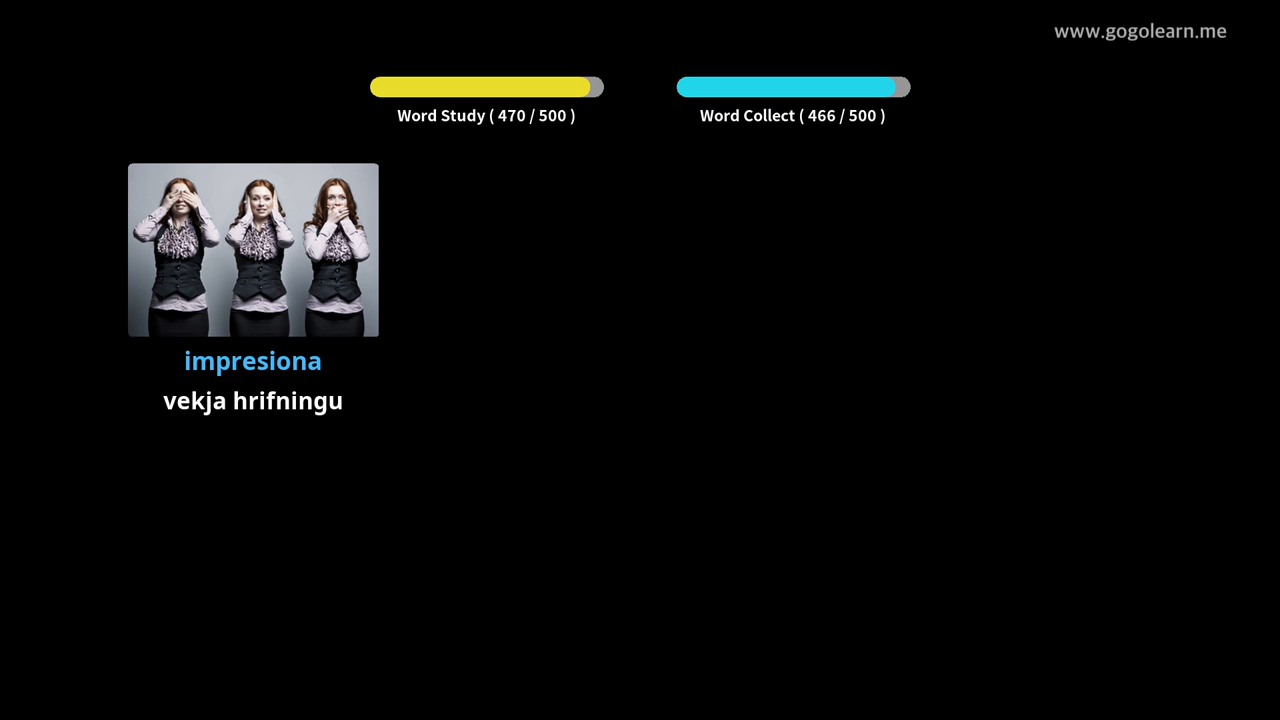 www.gogolearn.me
Word Study ( 470 / 500 )
Word Collect ( 466 / 500 )
impresiona
vekja hrifningu